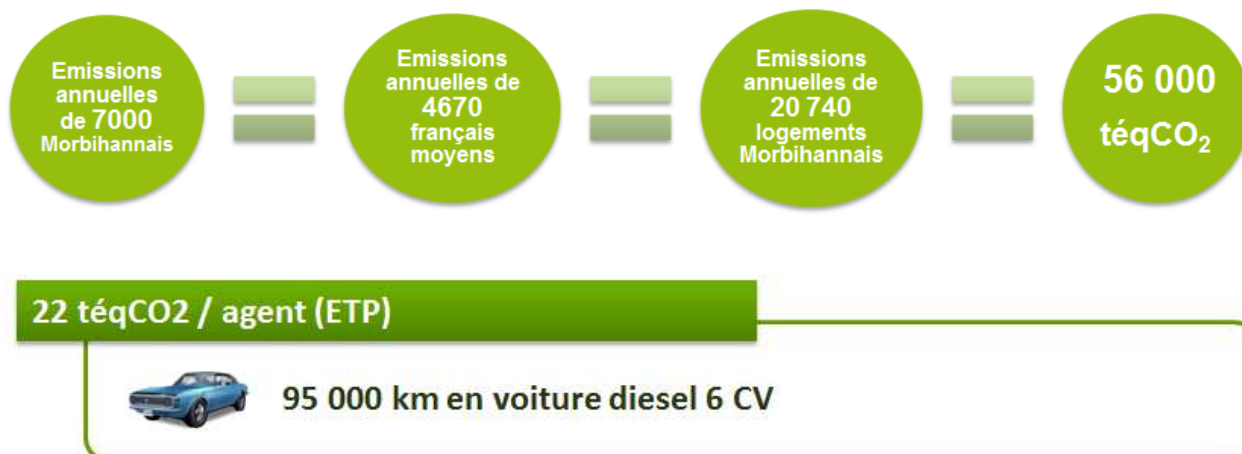 Emissions
annuelles
de 7000
Morbihannais
Emissions
annuelles de
4670
français
moyens
Emissions
annuelles de
20 740
logements
Morbihannais
56 000
téqCO₂
22 téqCO2 / agent (ETP)
95 000 km en voiture diesel 6 CV